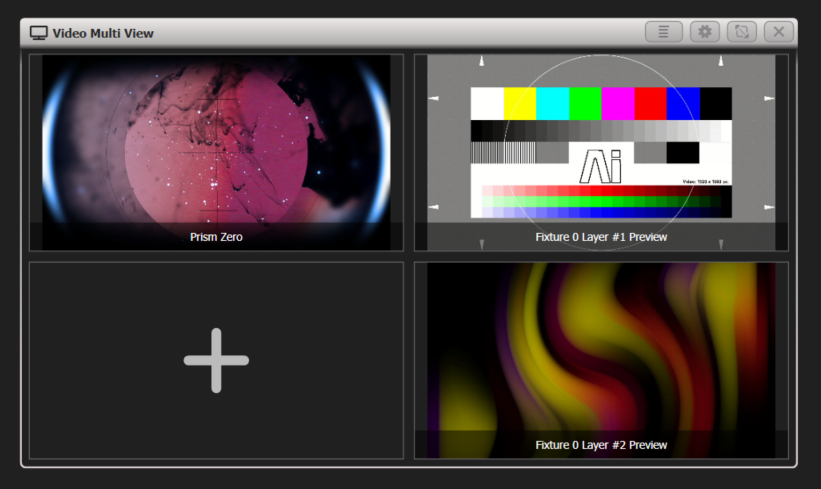 Video Multi View
Prism Zero
Ai
Video: 1920 x 1080 px.
Fixture 0 Layer #1 Preview
Fixture 0 Layer #2 Preview